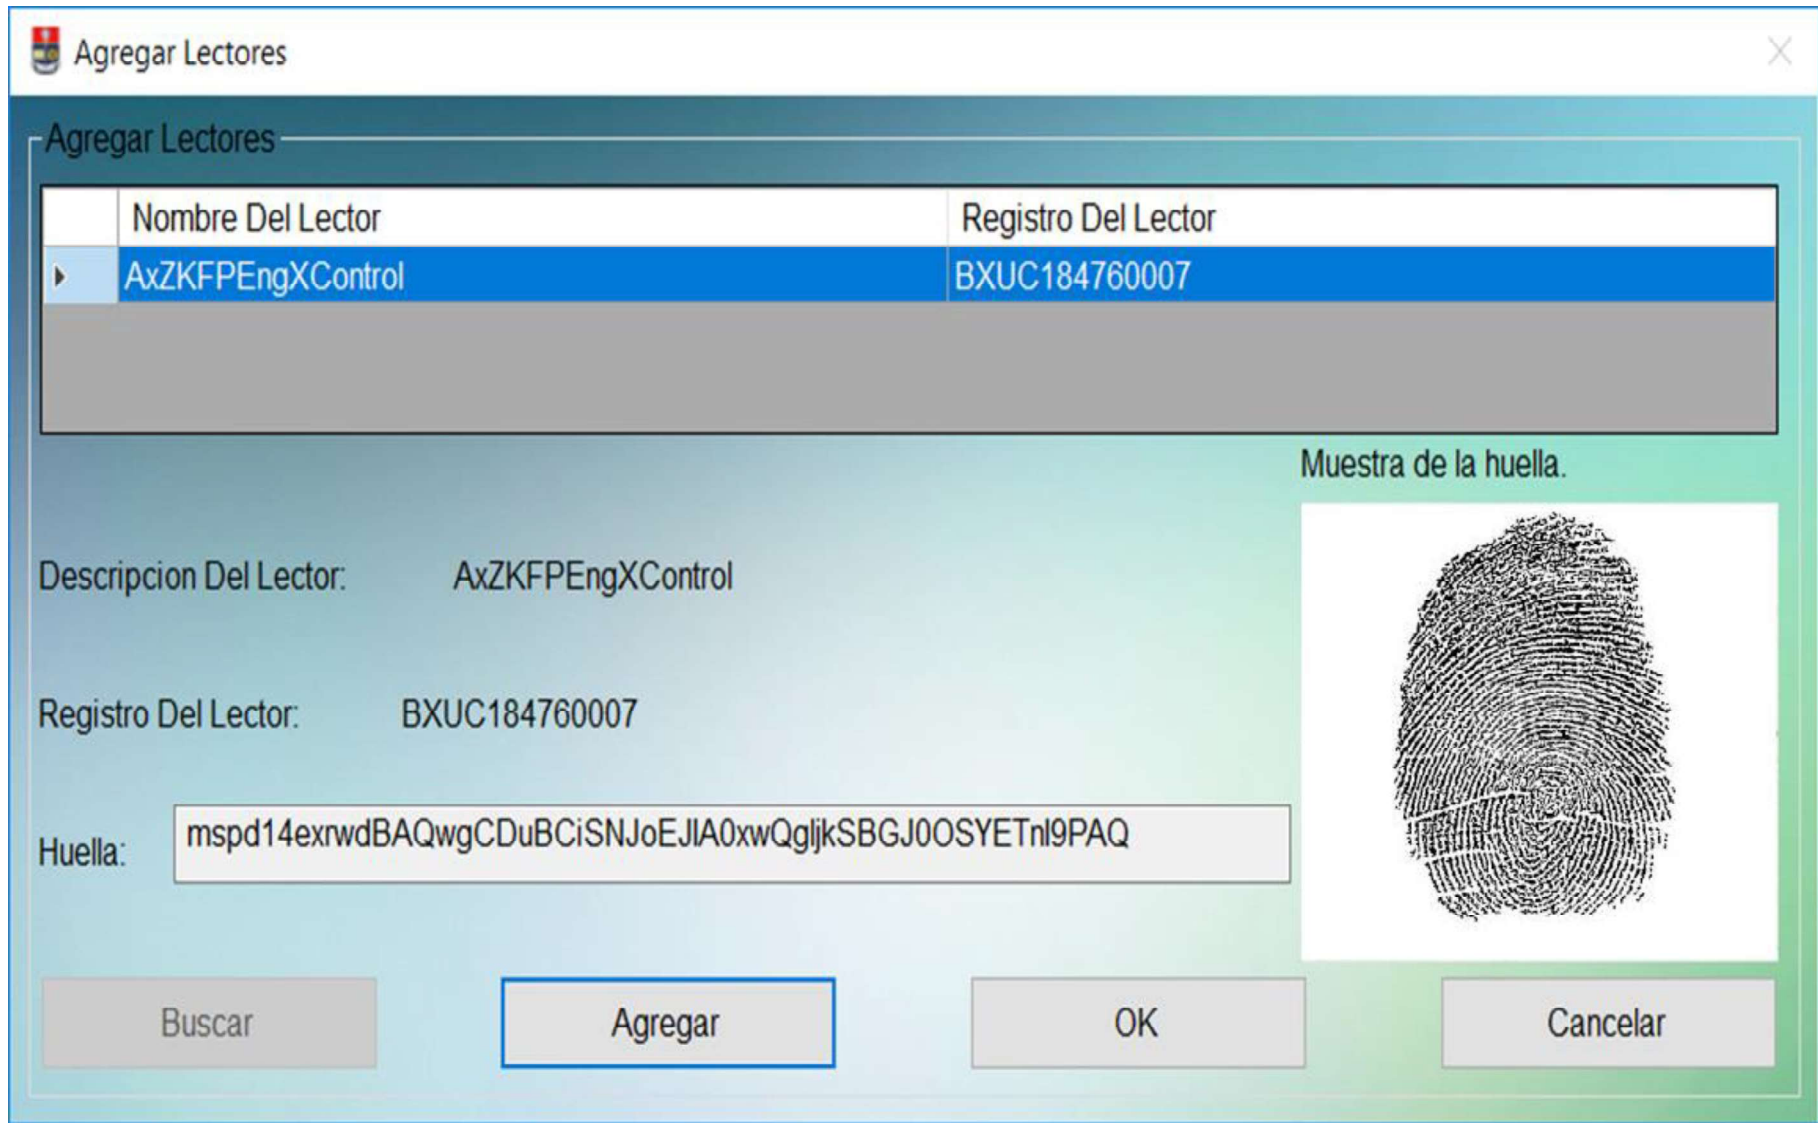 Agregar Lectores
Agregar Lectores
Nombre Del Lector Registro Del Lector
AxZKFPEngXControl BXUC184760007
Muestra de la huella.
Descripcion Del Lector: AxZKFPEngXControl
Registro Del Lector: BXUC184760007
Huella: mspd14exrwdBAQwgCDuBCiSNJoEJIA0xwQgljkSBGJ0OSYETnI9PAQ
Buscar Agregar OK Cancelar